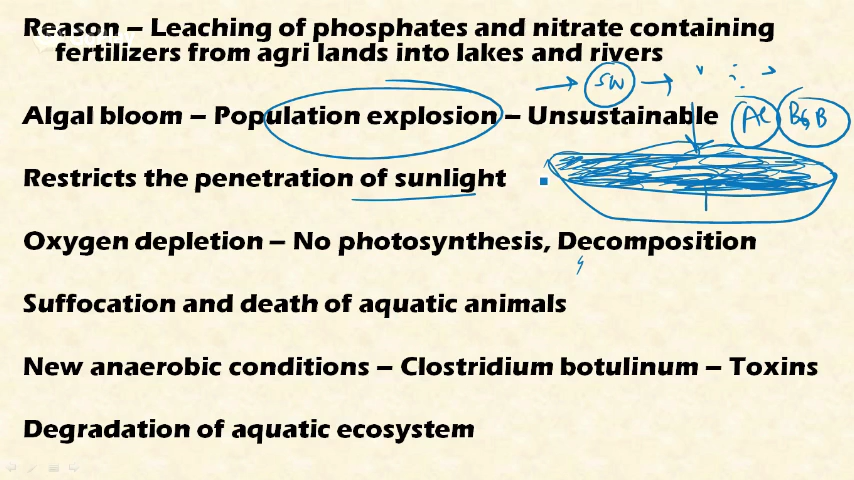 Reason – Leaching of phosphates and nitrate containing
fertilizers from agri lands into lakes and rivers
SW
Algal bloom – Population explosion – Unsustainable
Restricts the penetration of sunlight
Oxygen depletion – No photosynthesis, Decomposition
Suffocation and death of aquatic animals
New anaerobic conditions – Clostridium botulinum – Toxins
Degradation of aquatic ecosystem